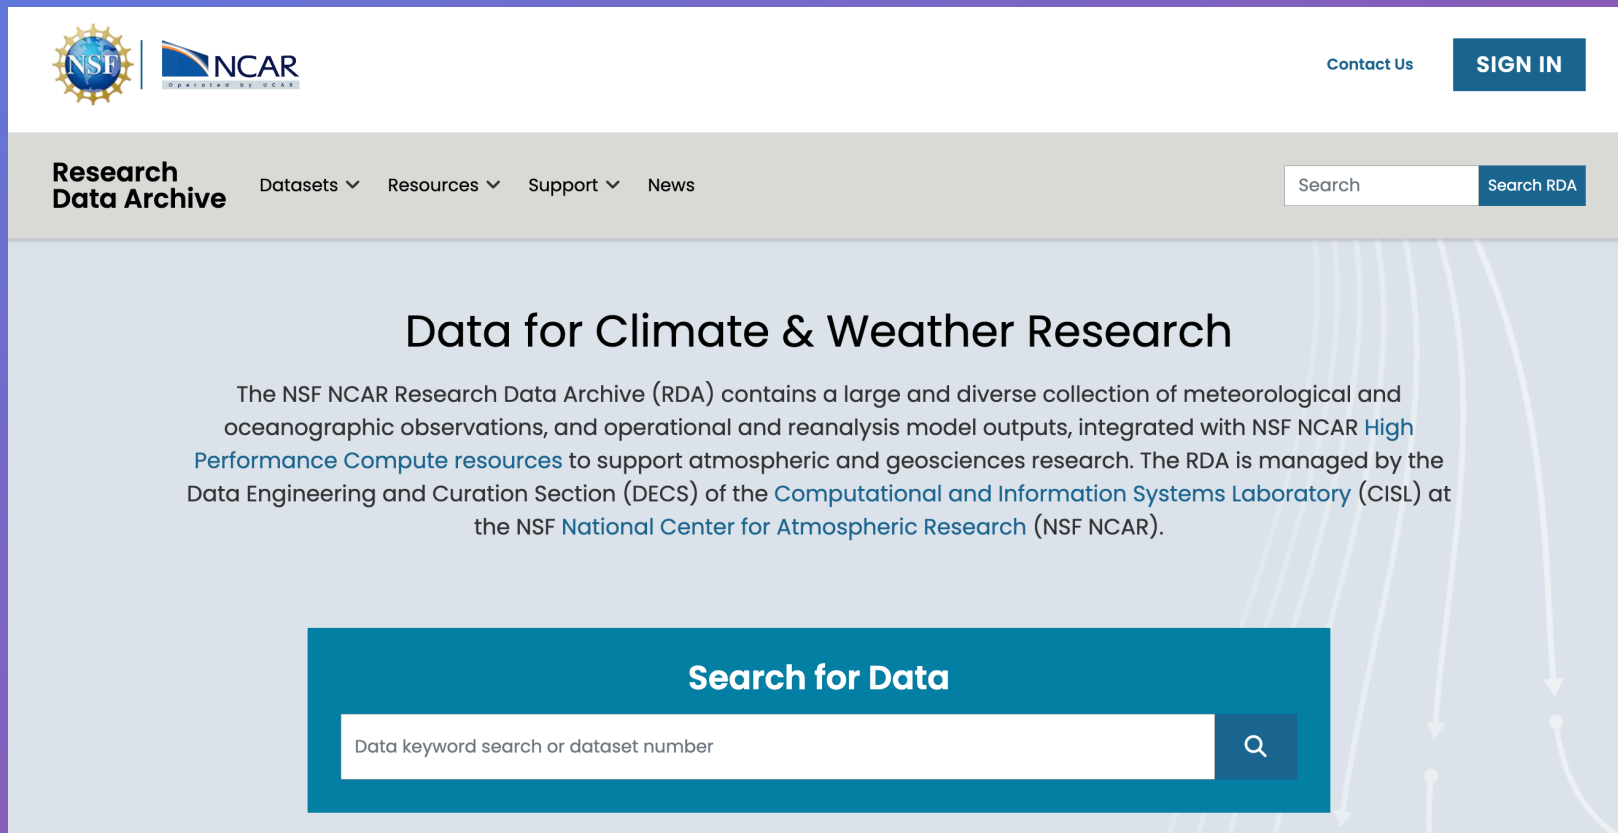 NSF
NCAR
Operated by UCAR
Contact Us
SIGN IN
Research
Data Archive
Datasets
Resources
Support
News
Search
Search RDA
Data for Climate & Weather Research
The NSF NCAR Research Data Archive (RDA) contains a large and diverse collection of meteorological and
oceanographic observations, and operational and reanalysis model outputs, integrated with NSF NCAR High
Performance Compute resources to support atmospheric and geosciences research. The RDA is managed by the
Data Engineering and Curation Section (DECS) of the Computational and Information Systems Laboratory (CISL) at
the NSF National Center for Atmospheric Research (NSF NCAR).
Search for Data
Data keyword search or dataset number